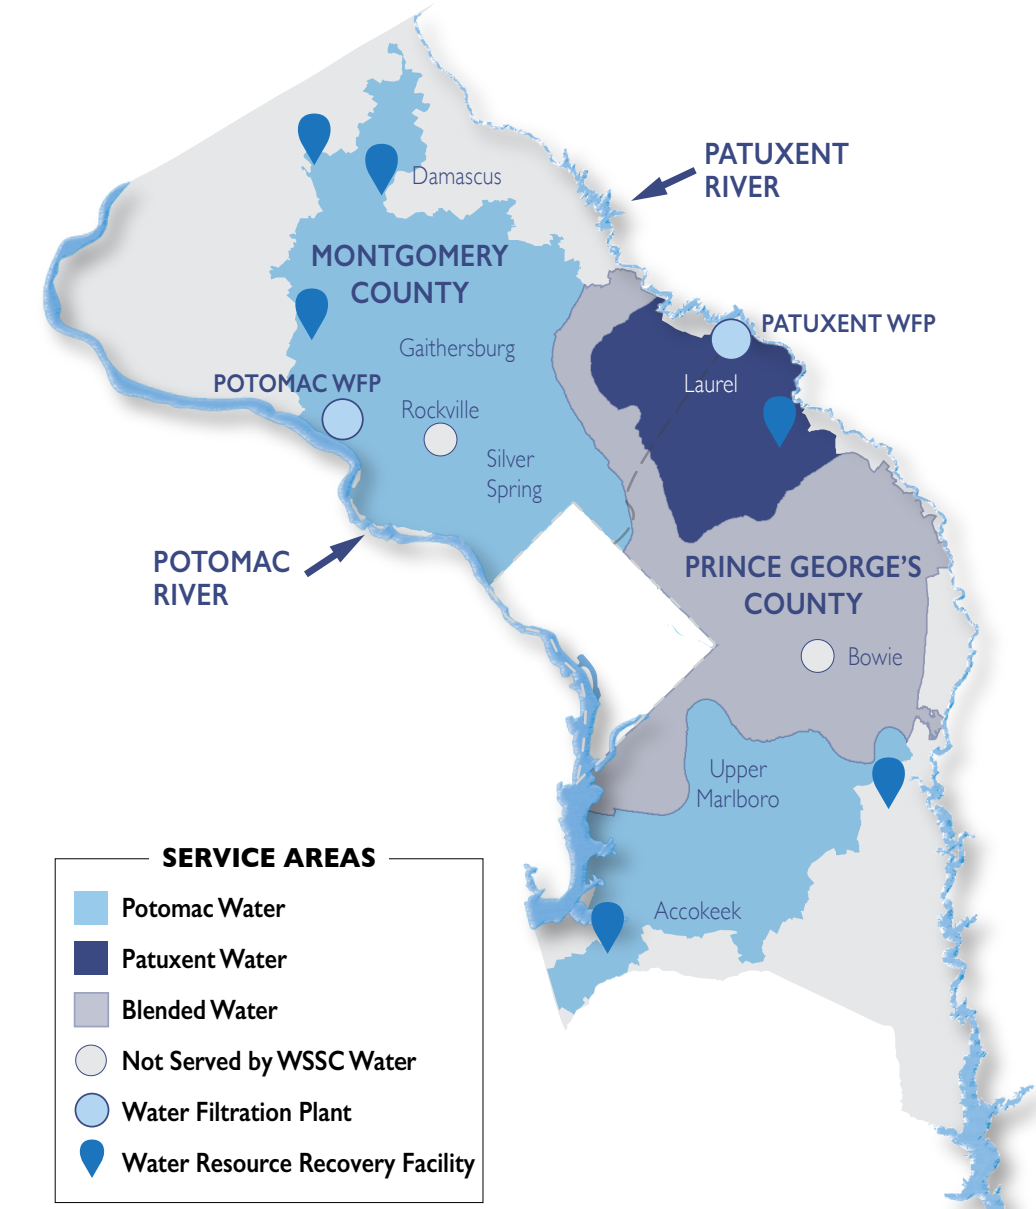 PATUXENT
RIVER
Damascus
MONTGOMERY
COUNTY
PATUXENT WFP
Gaithersburg
POTOMAC WFP
Laurel
Rockville
Silver
Spring
POTOMAC
RIVER
PRINCE GEORGE'S
COUNTY
Bowie
Upper
Marlboro
Accokeek
SERVICE AREAS
Potomac Water
Patuxent Water
Blended Water
Not Served by WSSC Water
Water Filtration Plant
Water Resource Recovery Facility